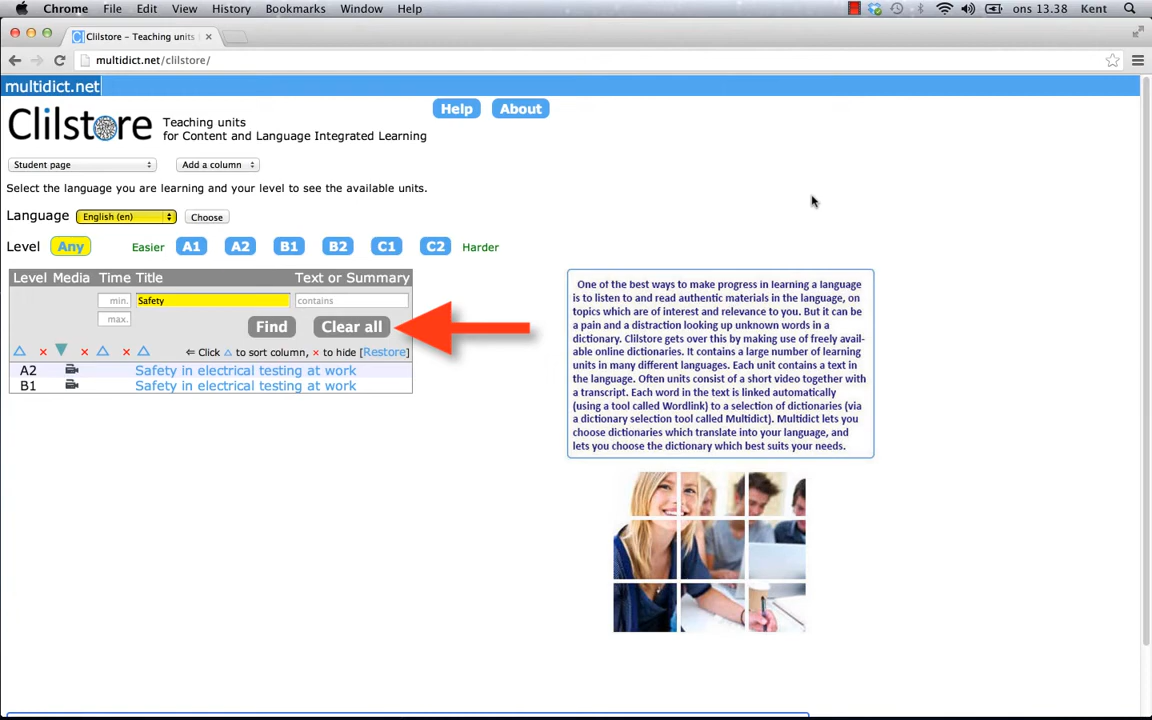 Chrome File Edit View History Bookmarks Window Help ons 13.38 Kent
Clilstore – Teaching units
multidict.net/clilstore/
multidict.net
Help About
Clilstore
Teaching units
for Content and Language Integrated Learning
Student page Add a column
Select the language you are learning and your level to see the available units.
Language English (en) Choose
Level Any Easier A1 A2 B1 B2 C1 C2 Harder
Level Media Time Title Text or Summary
min. Safety contains
max. Find Clear all
⇐ Click △ to sort column, × to hide [Restore]
A2 Safety in electrical testing at work
B1 Safety in electrical testing at work
One of the best ways to make progress in learning a language
is to listen to and read authentic materials in the language, on
topics which are of interest and relevance to you. But it can be
a pain and a distraction looking up unknown words in a
dictionary. Clilstore gets over this by making use of freely avail-
able online dictionaries. It contains a large number of learning
units in many different languages. Each unit contains a text in
the language. Often units consist of a short video together with
a transcript. Each word in the text is linked automatically
(using a tool called Wordlink) to a selection of dictionaries (via
a dictionary selection tool called Multidict). Multidict lets you
choose dictionaries which translate into your language, and
lets you choose the dictionary which best suits your needs.